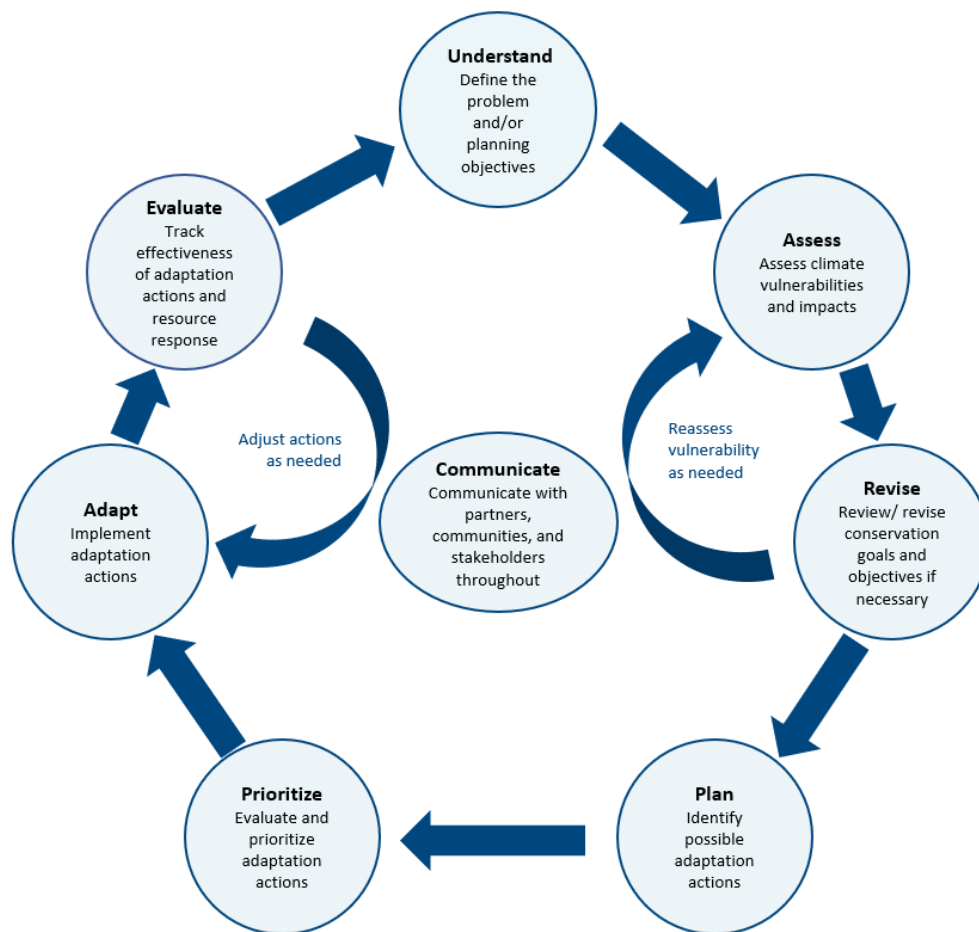 Understand
Define the
problem
and/or
planning
objectives
Assess
Assess climate
vulnerabilities
and impacts
Revise
Review/ revise
conservation
goals and
objectives if
necessary
Plan
Identify
possible
adaptation
actions
Prioritize
Evaluate and
prioritize
adaptation
actions
Adapt
Implement
adaptation
actions
Evaluate
Track
effectiveness
of adaptation
actions and
resource
response
Adjust actions
as needed
Communicate
Communicate with
partners,
communities, and
stakeholders
throughout
Reassess
vulnerability
as needed